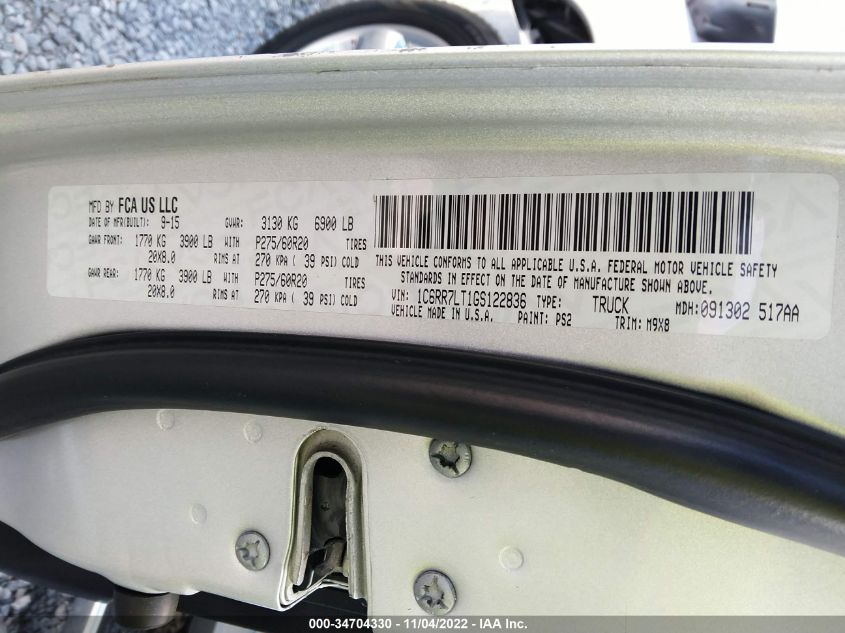 MFD BY FCA US LLC
DATE OF MFR(BUILT): 9-15 GVWR: 3130 KG 6900 LB
GAWR FRONT: 1770 KG 3900 LB WITH P275/60R20 TIRES
20X8.0 RIMS AT 270 KPA ( 39 PSI) COLD
GAWR REAR: 1770 KG 3900 LB WITH P275/60R20 TIRES
20X8.0 RIMS AT 270 KPA ( 39 PSI) COLD
THIS VEHICLE CONFORMS TO ALL APPLICABLE U.S.A. FEDERAL MOTOR VEHICLE SAFETY
STANDARDS IN EFFECT ON THE DATE OF MANUFACTURE SHOWN ABOVE.
VIN: 1C6RR7LT1GS122836 TYPE: TRUCK MDH:091302 517AA
VEHICLE MADE IN U.S.A. PAINT: PS2 TRIM: M9X8
000-34704330 - 11/04/2022 - IAA Inc.